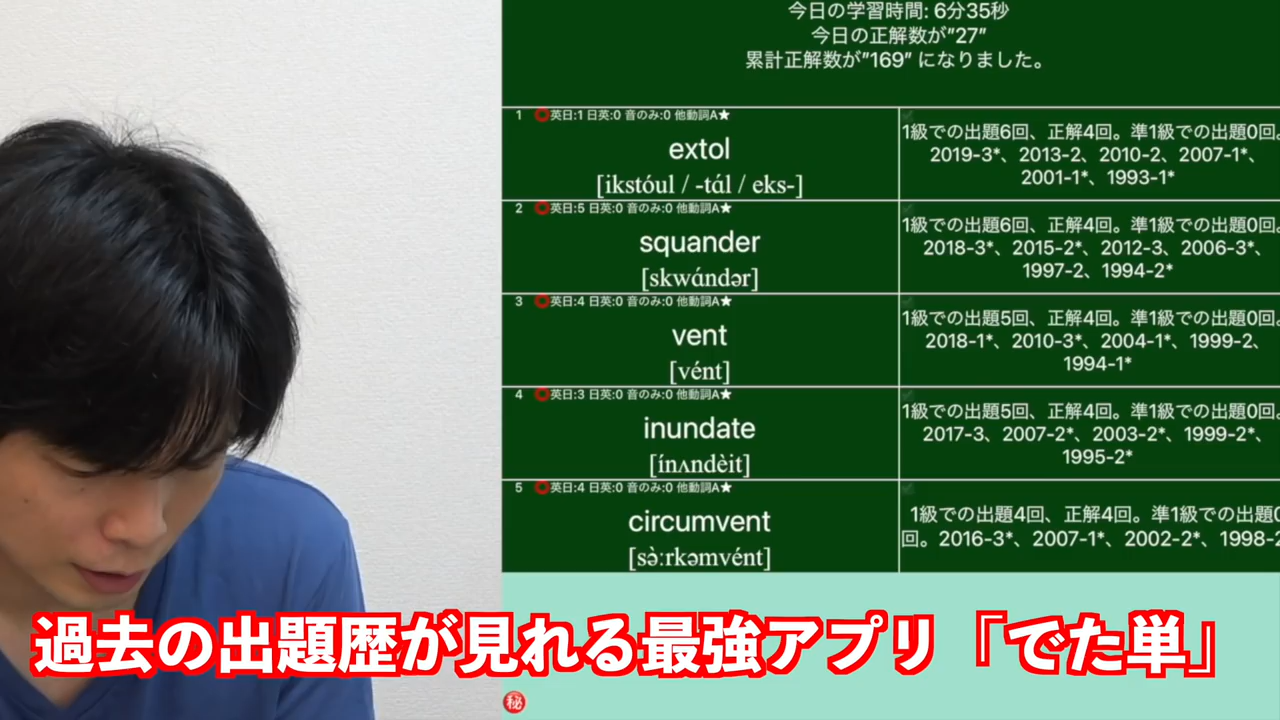 今日の学習時間: 6分35秒
今日の正解数が"27"
累計正解数が"169" になりました。
1 ⭕英日:1 日英:0 音のみ:0 他動詞A★
extol
[ikstóul / -tɑ́l / eks-]
1級での出題6回、正解4回。準1級での出題0回。
2019-3*、2013-2、2010-2、2007-1*、
2001-1*、1993-1*
2 ⭕英日:5 日英:0 音のみ:0 他動詞A★
squander
[skwɑ́ndər]
1級での出題6回、正解4回。準1級での出題0回。
2018-3*、2015-2*、2012-3、2006-3*、
1997-2、1994-2*
3 ⭕英日:4 日英:0 音のみ:0 他動詞A★
vent
[vént]
1級での出題5回、正解4回。準1級での出題0回。
2018-1*、2010-3*、2004-1*、1999-2、
1994-1*
4 ⭕英日:3 日英:0 音のみ:0 他動詞A★
inundate
[ínʌndèit]
1級での出題5回、正解4回。準1級での出題0回。
2017-3、2007-2*、2003-2*、1999-2*、
1995-2*
5 ⭕英日:4 日英:0 音のみ:0 他動詞A★
circumvent
[sə̀ːrkəmvént]
1級での出題4回、正解4回。準1級での出題0
回。2016-3*、2007-1*、2002-2*、1998-2
過去の出題歴が見れる最強アプリ『でた単』
㊙